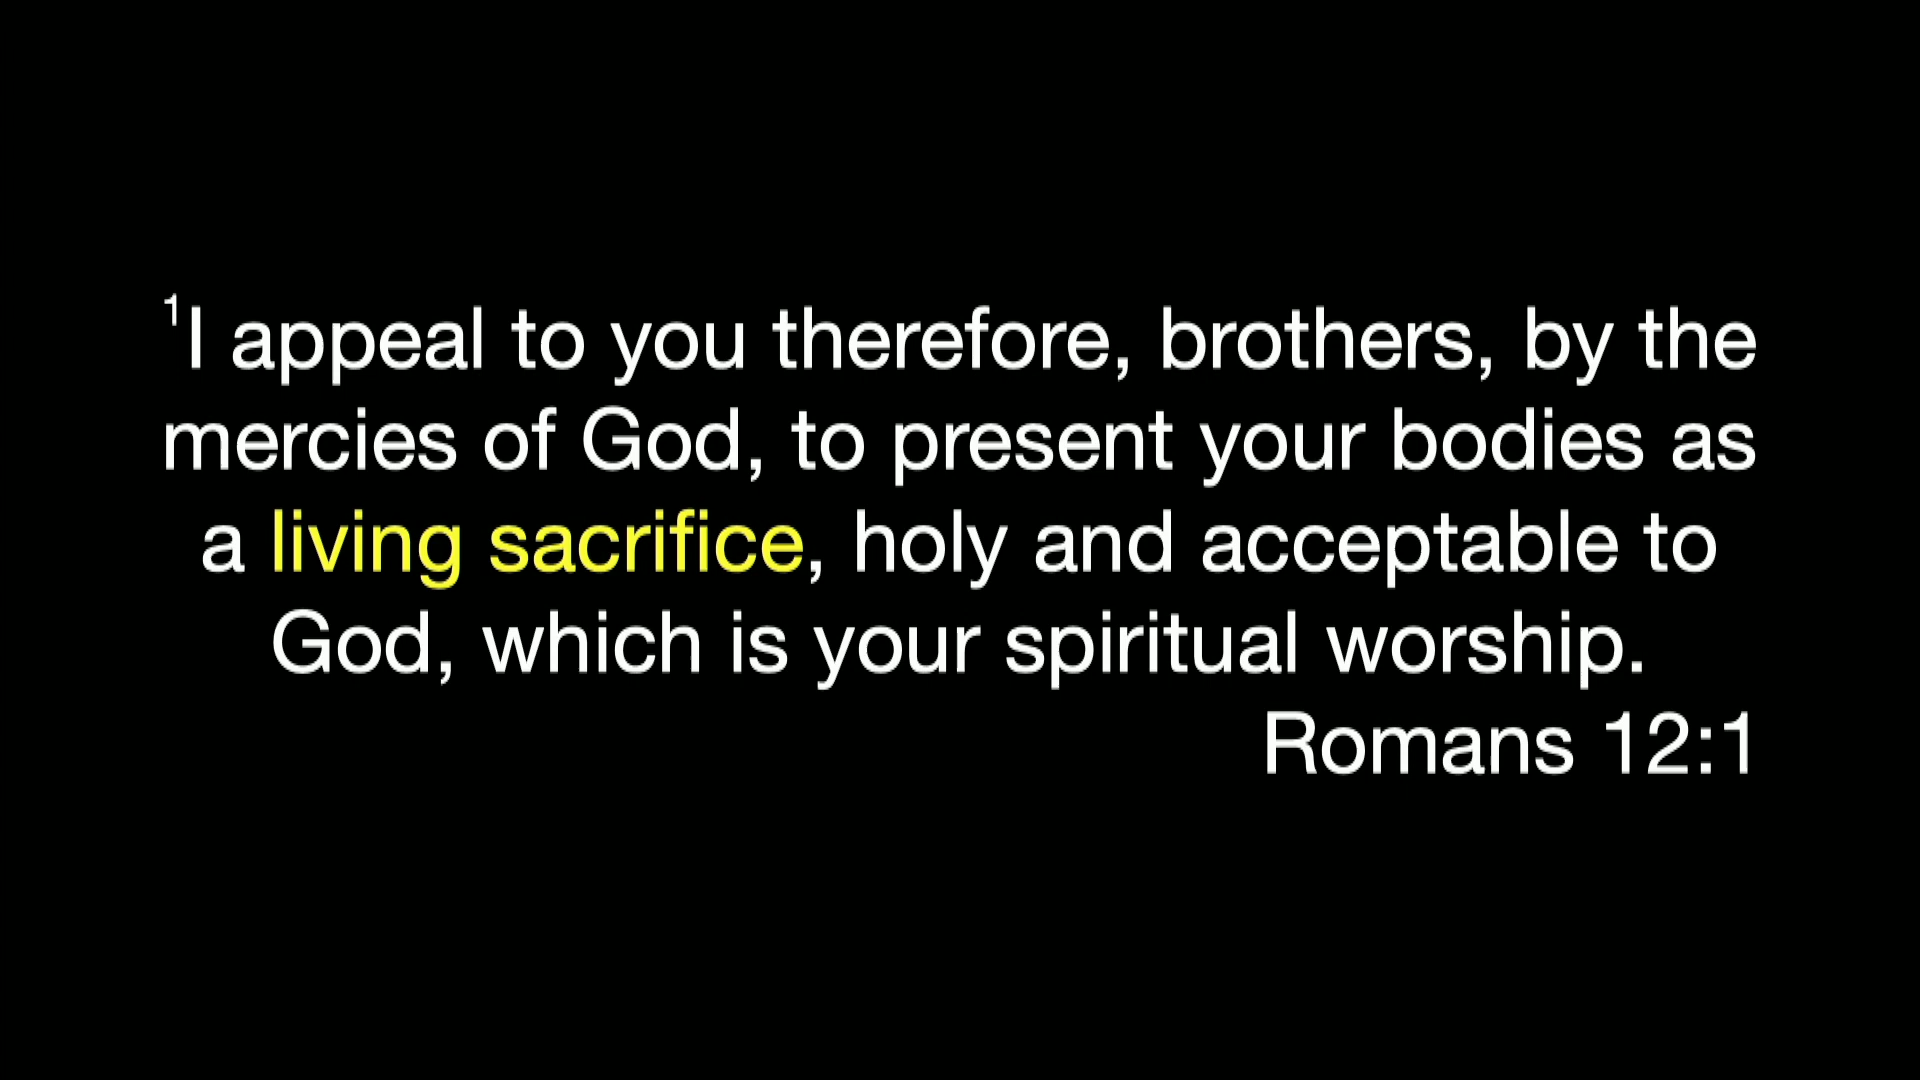 ¹I appeal to you therefore, brothers, by the
mercies of God, to present your bodies as
a living sacrifice, holy and acceptable to
God, which is your spiritual worship.
Romans 12:1